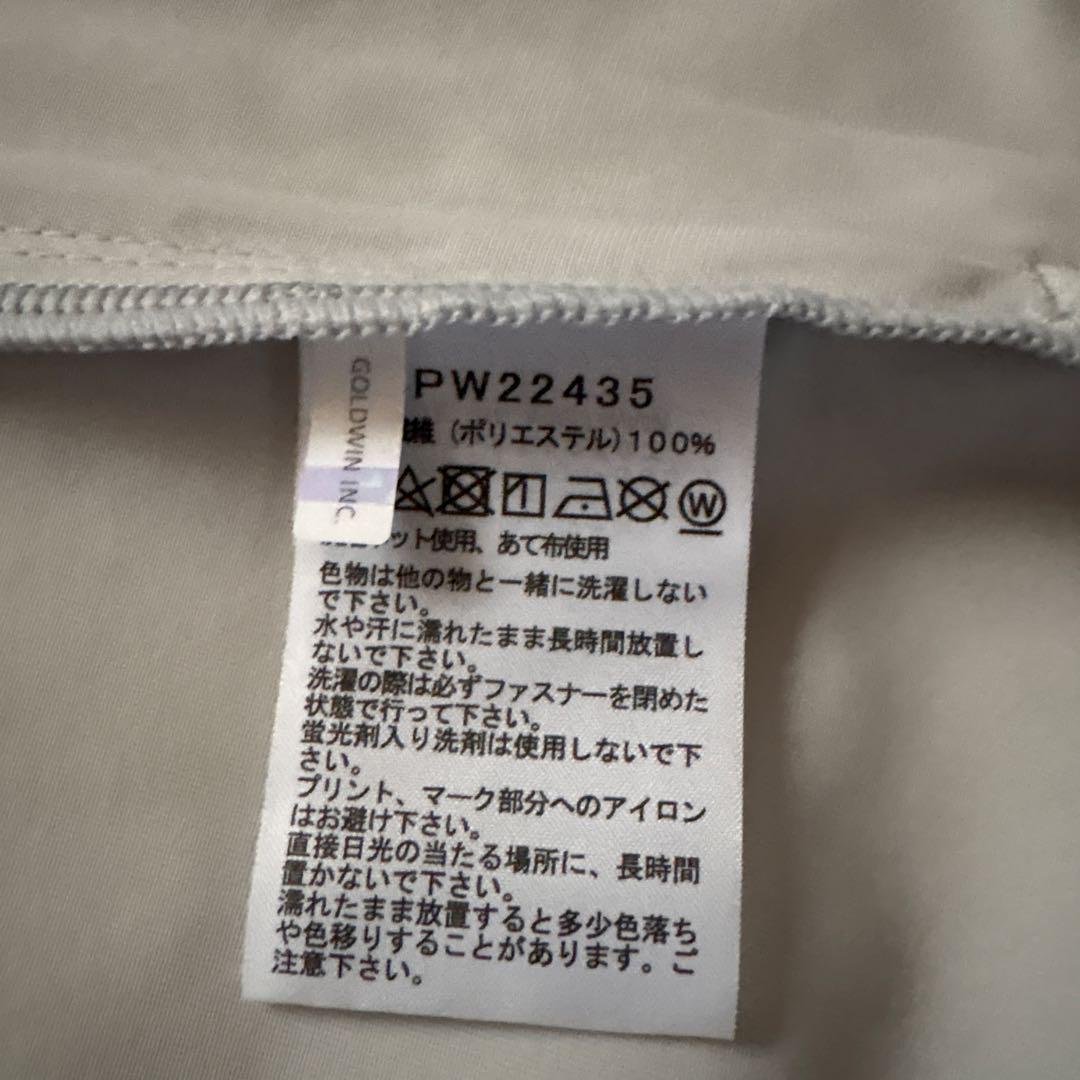 GOLDWIN INC.
PW22435
維 (ポリエステル)100%
W
ット使用、あて布使用
色物は他の物と一緒に洗濯しない
で下さい。
水や汗に濡れたまま長時間放置し
ないで下さい。
洗濯の際は必ずファスナーを閉めた
状態で行って下さい。
蛍光剤入り洗剤は使用しないで下
さい。
プリント、マーク部分へのアイロン
はお避け下さい。
直接日光の当たる場所に、長時間
置かないで下さい。
濡れたまま放置すると多少色落ち
や色移りすることがあります。ご
注意下さい。